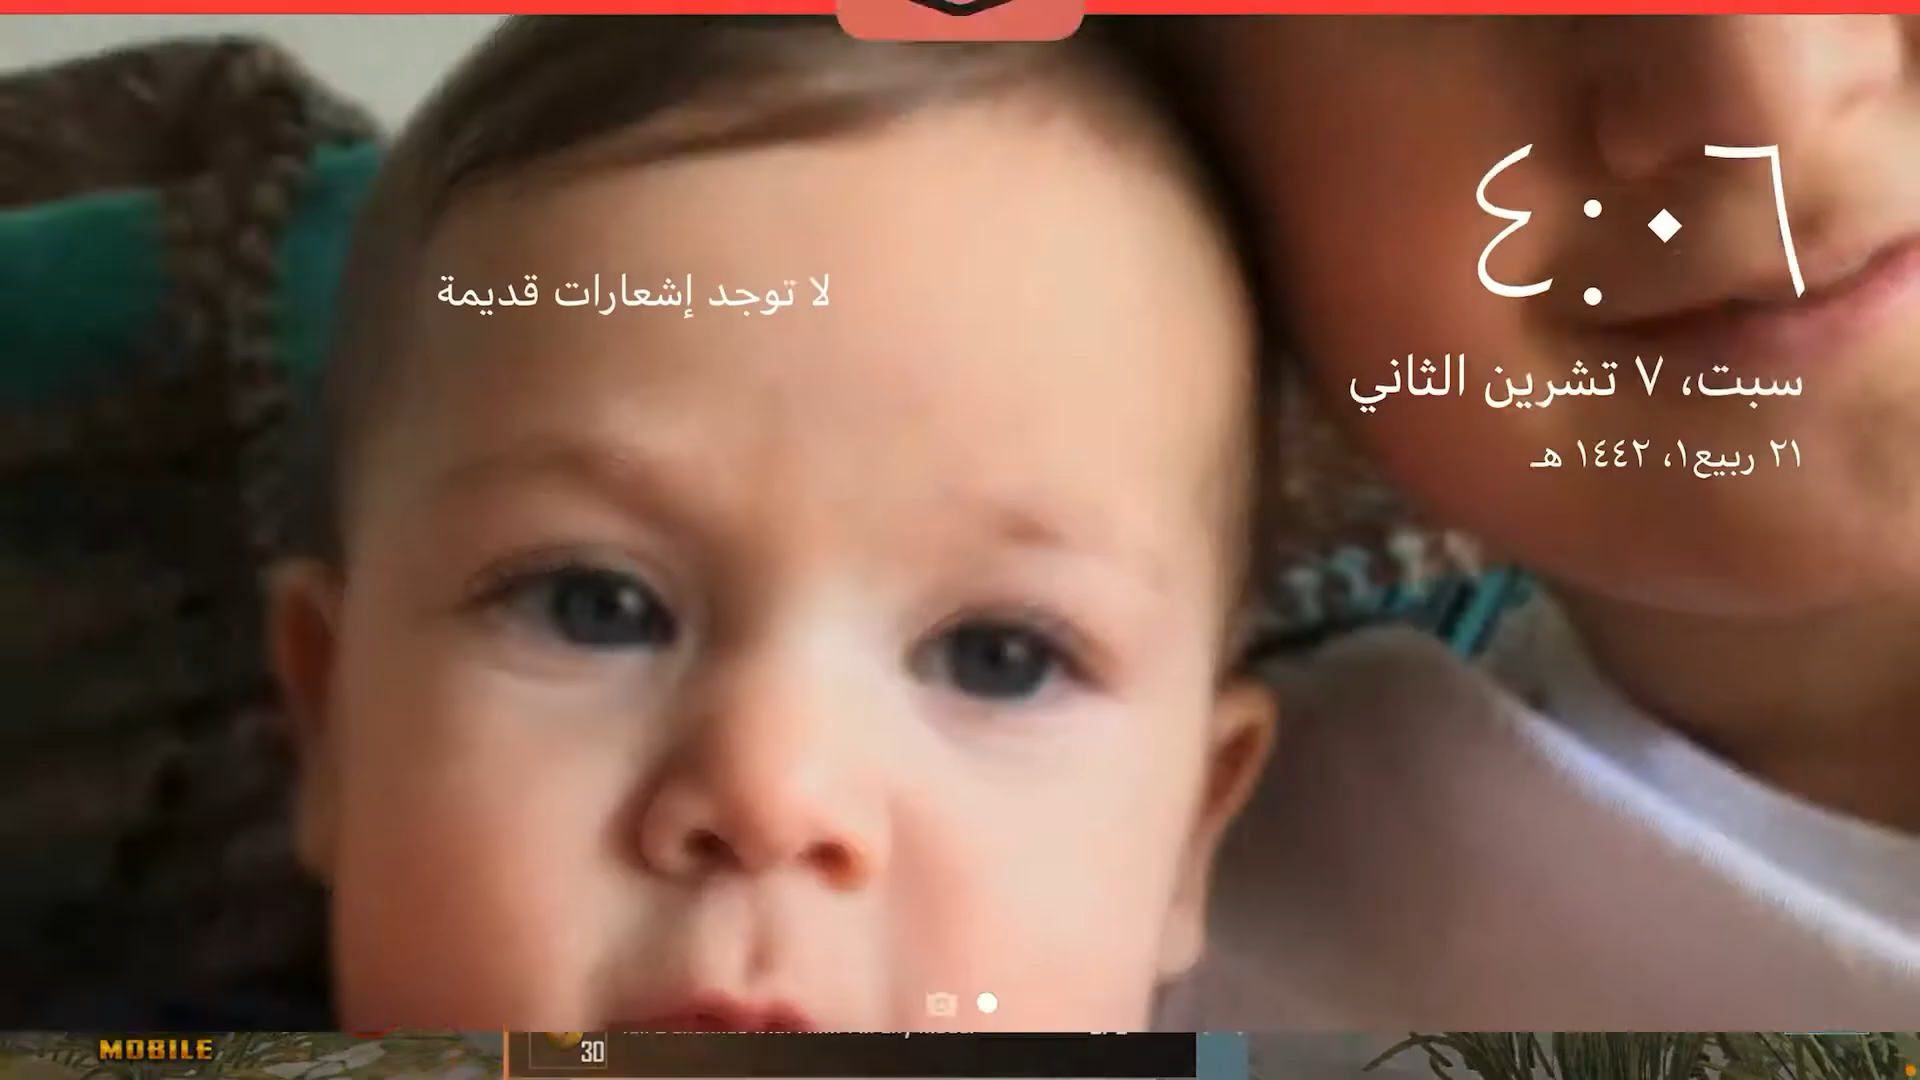 ٤:٠٦
سبت، ٧ تشرين الثاني
٢١ ربيع١، ١٤٤٢ هـ
لا توجد إشعارات قديمة
MOBILE
30